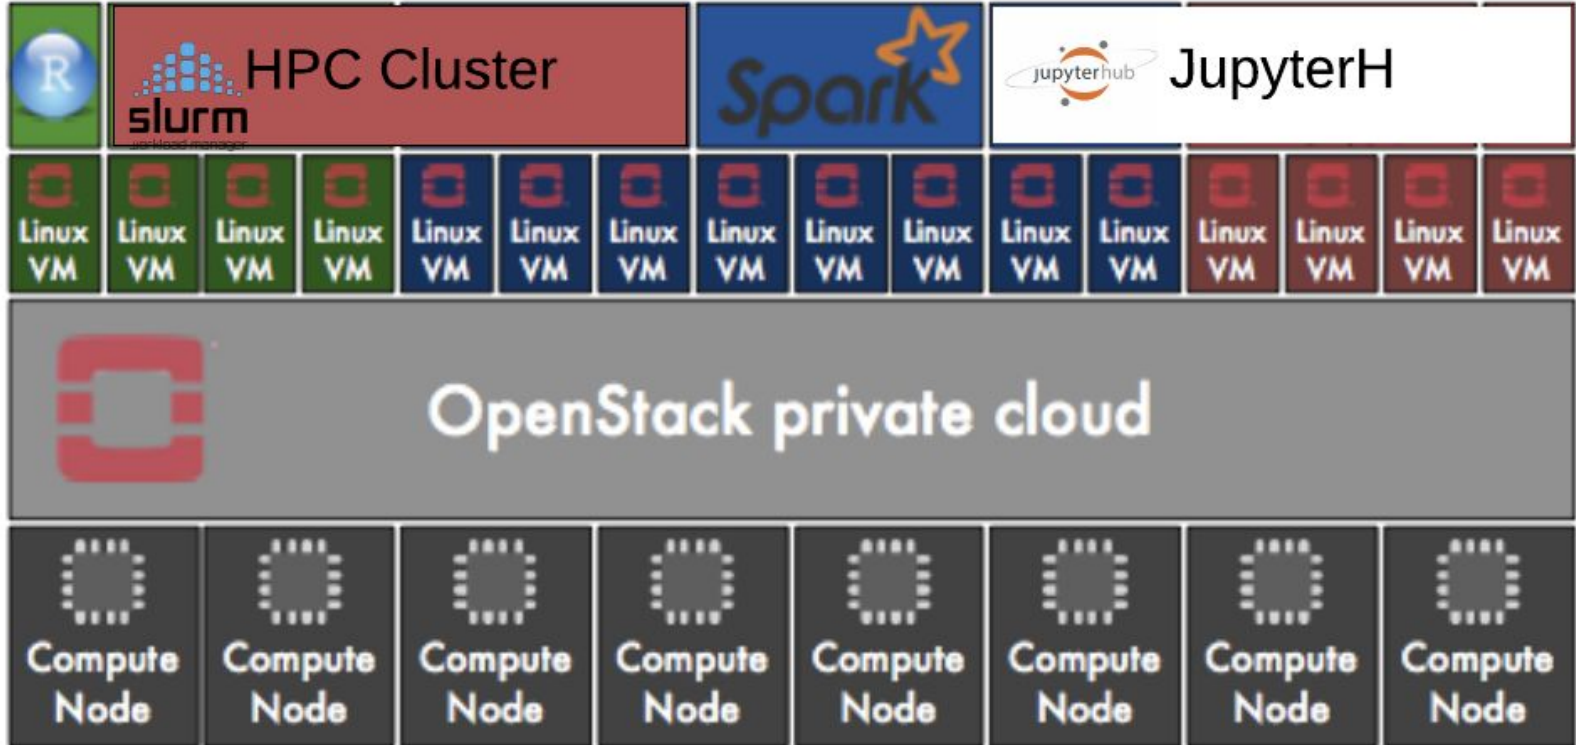 R
HPC Cluster
slurm
workload manager
Spark
jupyterhub
JupyterH
Linux
VM
Linux
VM
Linux
VM
Linux
VM
Linux
VM
Linux
VM
Linux
VM
Linux
VM
Linux
VM
Linux
VM
Linux
VM
Linux
VM
Linux
VM
Linux
VM
Linux
VM
Linux
VM
OpenStack private cloud
Compute
Node
Compute
Node
Compute
Node
Compute
Node
Compute
Node
Compute
Node
Compute
Node
Compute
Node